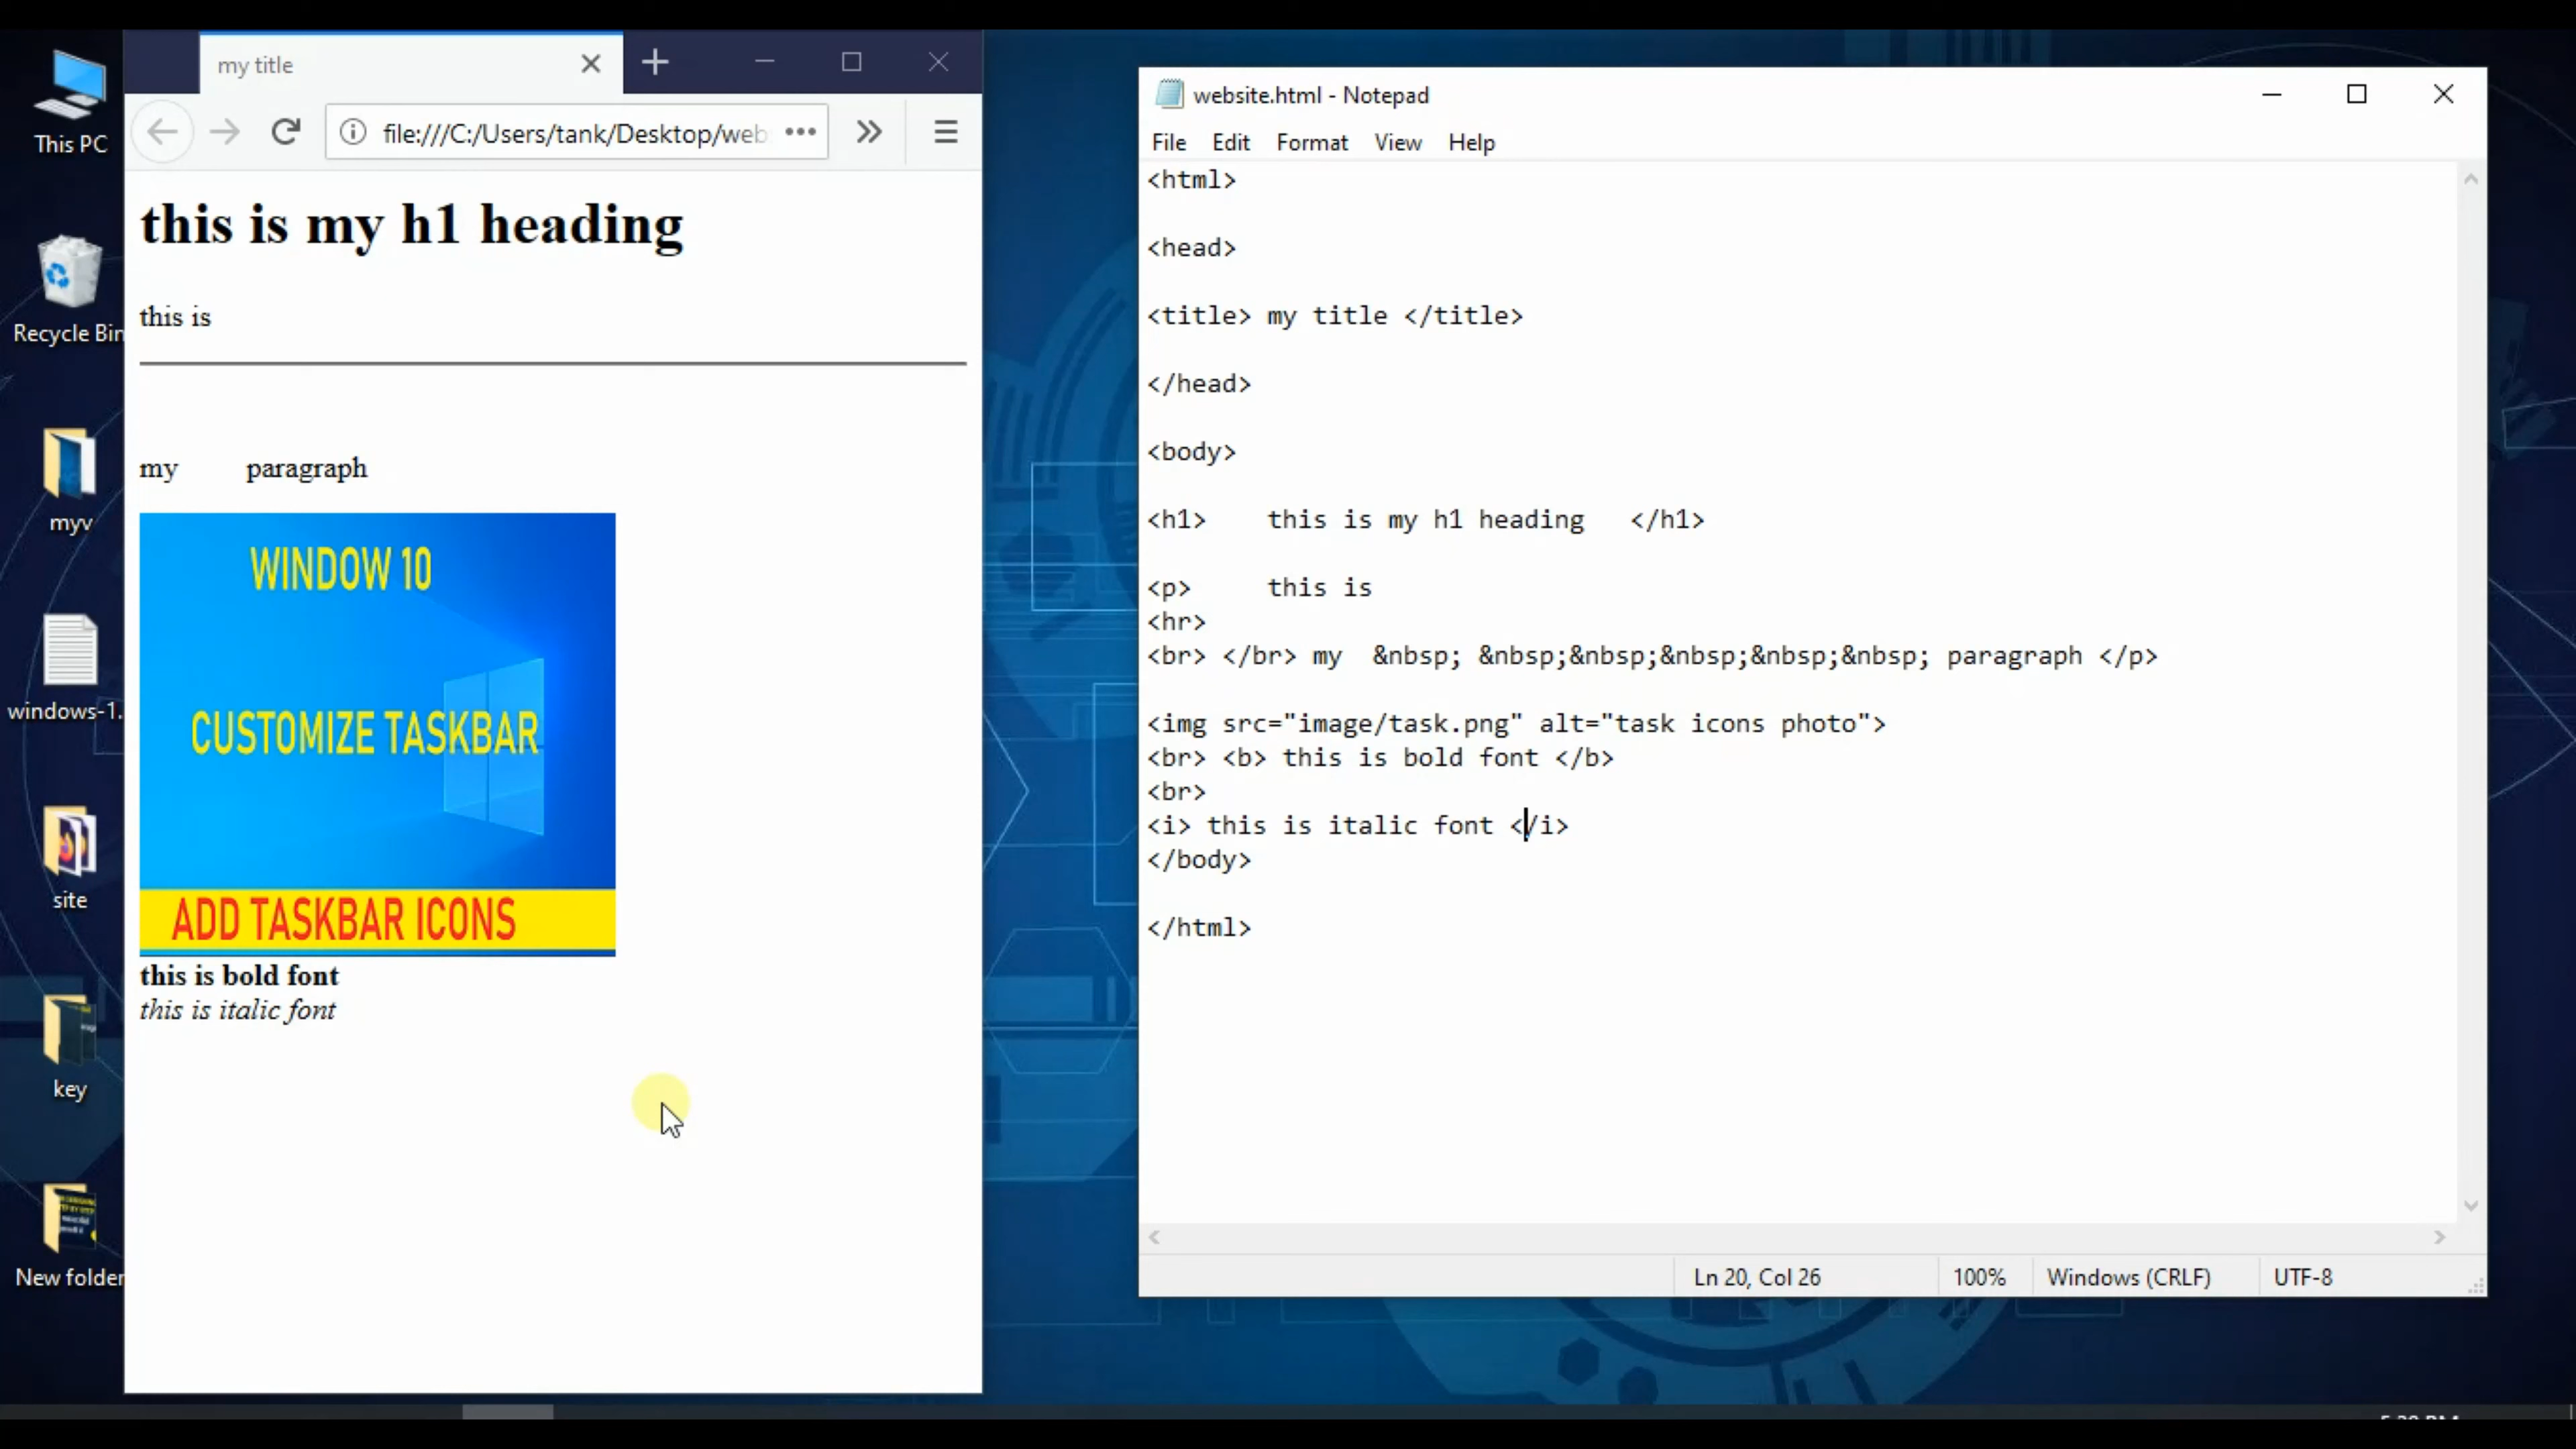 This PC
Recycle Bin
myv
windows-1.
site
key
New folder
my title
file:///C:/Users/tank/Desktop/web
this is my h1 heading
this is
my paragraph
WINDOW 10
CUSTOMIZE TASKBAR
ADD TASKBAR ICONS
this is bold font
this is italic font
website.html - Notepad
File Edit Format View Help
<html>
<head>
<title> my title </title>
</head>
<body>
<h1>    this is my h1 heading   </h1>
<p>     this is
<hr>
<br> </br> my  &nbsp; &nbsp;&nbsp;&nbsp;&nbsp;&nbsp; paragraph </p>
<img src="image/task.png" alt="task icons photo">
<br> <b> this is bold font </b>
<br>
<i> this is italic font </i>
</body>
</html>
Ln 20, Col 26 100% Windows (CRLF) UTF-8